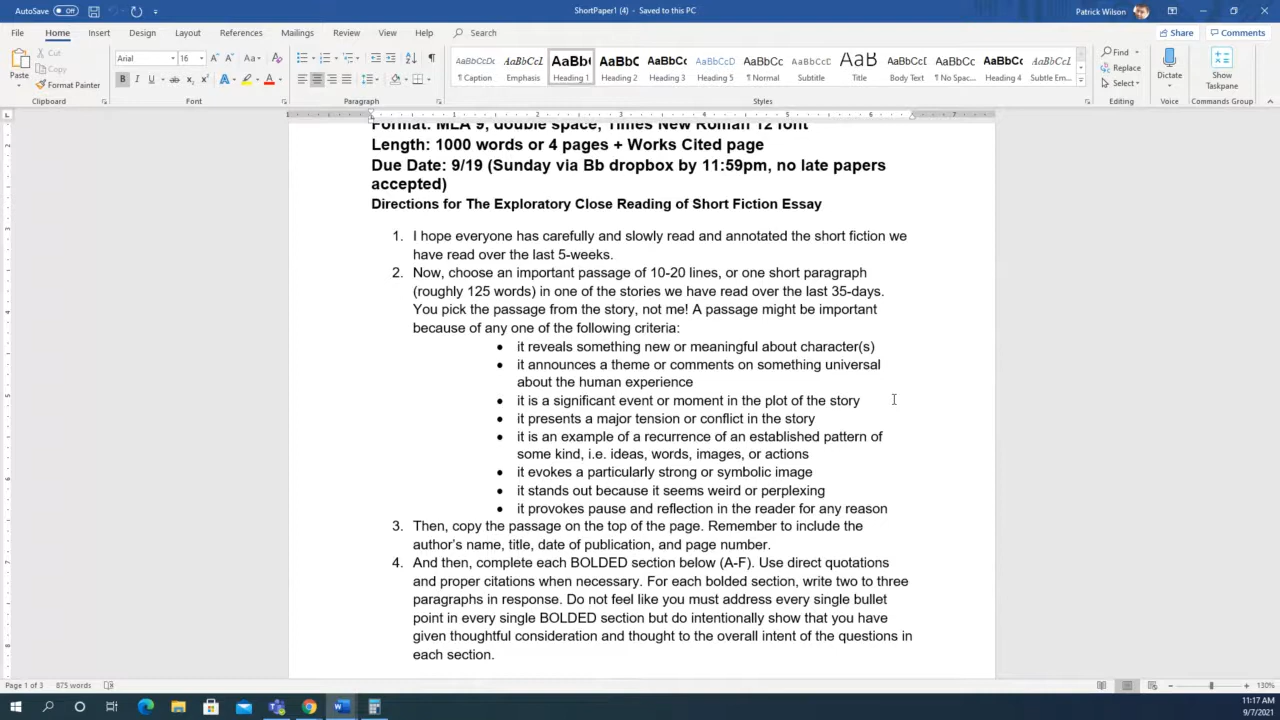 AutoSave Off
ShortPaper1 (4) - Saved to this PC
Patrick Wilson
File Home Insert Design Layout References Mailings Review View Help Search
Share Comments
Paste
Cut
Copy
Format Painter
Clipboard
Arial 16
Font
Paragraph
AaBbCcDc AaBbCcl AaBb( AaBbC AaBbCc AaBbCc AaBbCc AaBbCcD AaB AaBbCcl AaBbCc AaBbCc AaBbCcl
¶ Caption Emphasis Heading 1 Heading 2 Heading 3 Heading 5 ¶ Normal Subtitle Title Body Text ¶ No Spac... Heading 4 Subtle Em...
Styles
Find
Replace
Select
Editing
Dictate
Voice
Show Taskpane
Commands Group
Format: MLA 9, double space, Times New Roman 12 font
Length: 1000 words or 4 pages + Works Cited page
Due Date: 9/19 (Sunday via Bb dropbox by 11:59pm, no late papers
accepted)
Directions for The Exploratory Close Reading of Short Fiction Essay
1. I hope everyone has carefully and slowly read and annotated the short fiction we
have read over the last 5-weeks.
2. Now, choose an important passage of 10-20 lines, or one short paragraph
(roughly 125 words) in one of the stories we have read over the last 35-days.
You pick the passage from the story, not me! A passage might be important
because of any one of the following criteria:
• it reveals something new or meaningful about character(s)
• it announces a theme or comments on something universal
about the human experience
• it is a significant event or moment in the plot of the story
• it presents a major tension or conflict in the story
• it is an example of a recurrence of an established pattern of
some kind, i.e. ideas, words, images, or actions
• it evokes a particularly strong or symbolic image
• it stands out because it seems weird or perplexing
• it provokes pause and reflection in the reader for any reason
3. Then, copy the passage on the top of the page. Remember to include the
author's name, title, date of publication, and page number.
4. And then, complete each BOLDED section below (A-F). Use direct quotations
and proper citations when necessary. For each bolded section, write two to three
paragraphs in response. Do not feel like you must address every single bullet
point in every single BOLDED section but do intentionally show that you have
given thoughtful consideration and thought to the overall intent of the questions in
each section.
Page 1 of 3 875 words
130%
11:17 AM
9/7/2021